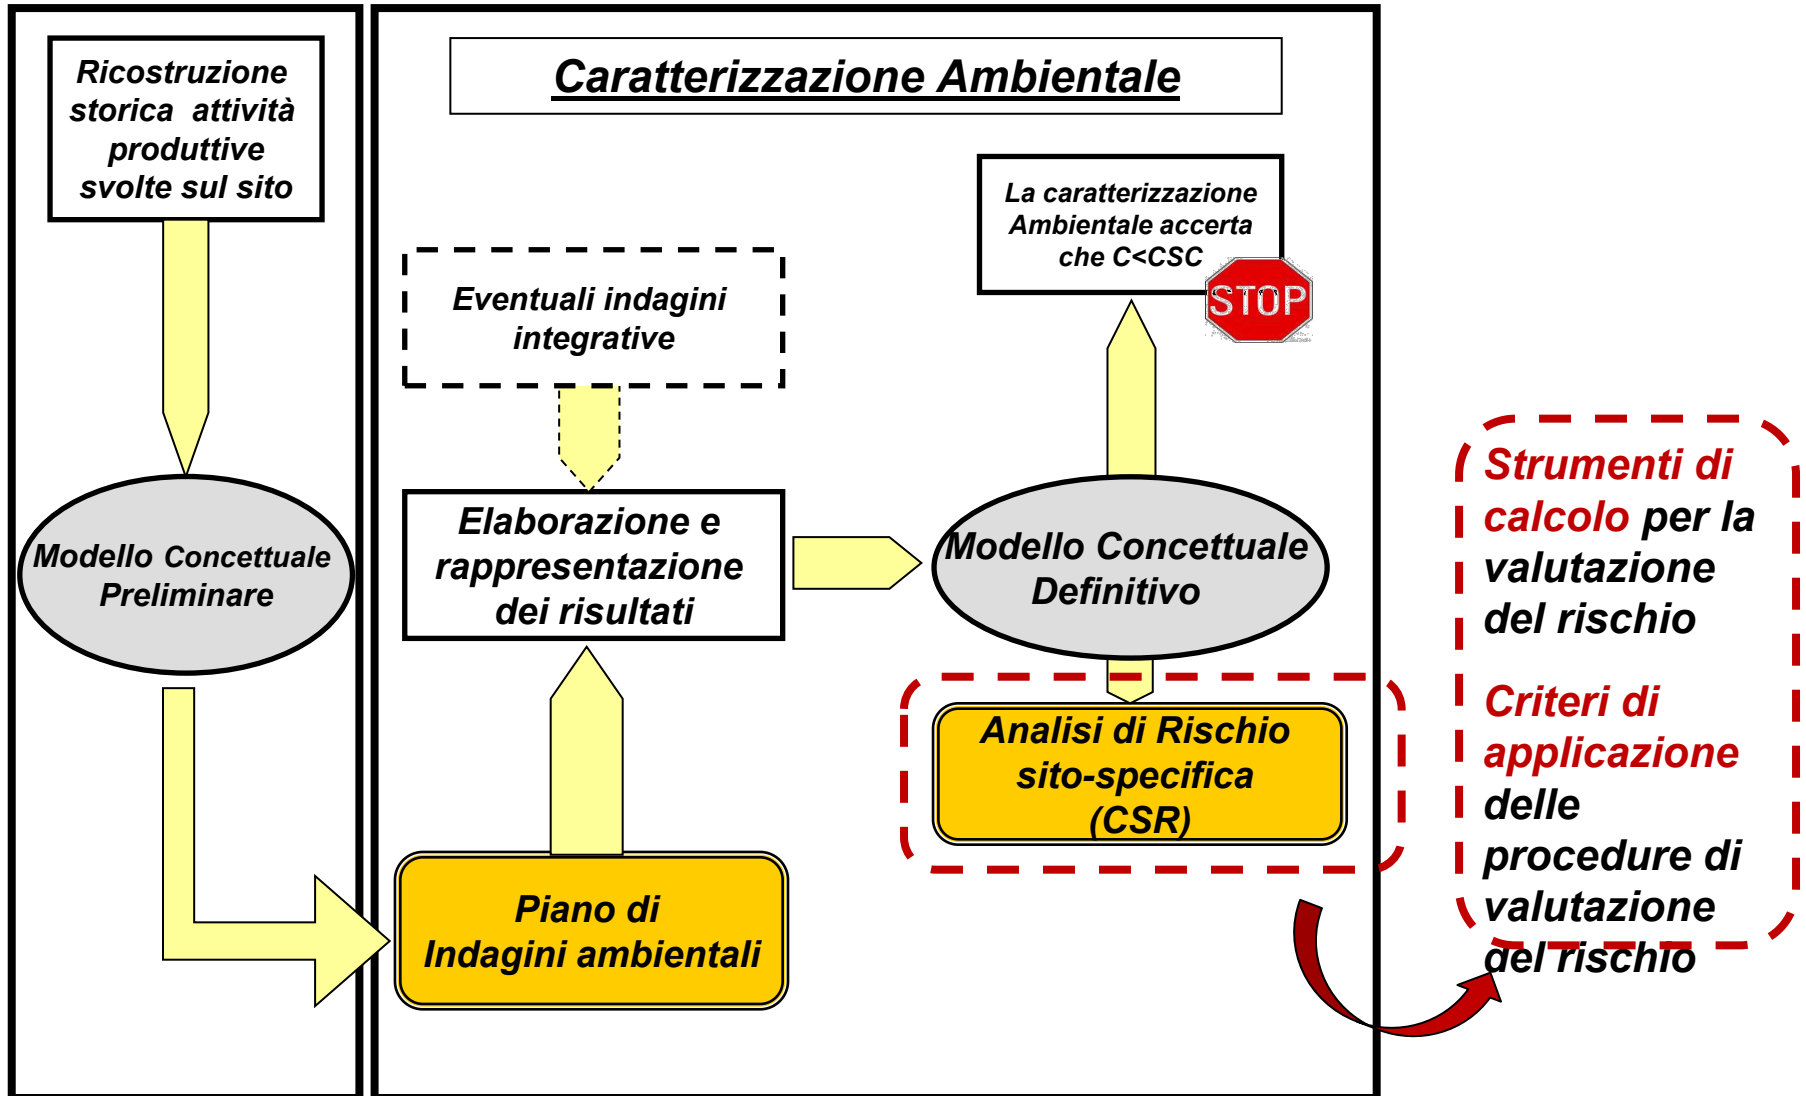 Ricostruzione
storica attività
produttive
svolte sul sito
Modello Concettuale
Preliminare
Caratterizzazione Ambientale
Eventuali indagini
integrative
Elaborazione e
rappresentazione
dei risultati
Piano di
Indagini ambientali
La caratterizzazione
Ambientale accerta
che C<CSC
STOP
Modello Concettuale
Definitivo
Analisi di Rischio
sito-specifica
(CSR)
Strumenti di
calcolo per la
valutazione
del rischio
Criteri di
applicazione
delle
procedure di
valutazione
del rischio